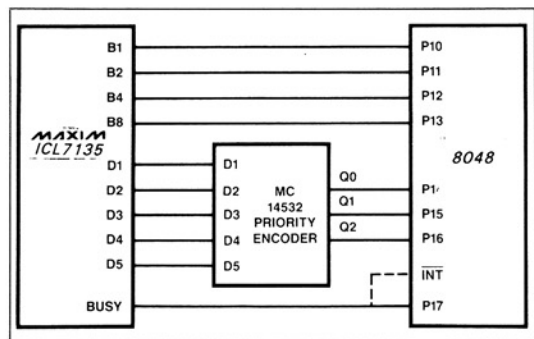 B1
B2
B4
B8
MAXIM
ICL7135
D1
D2
D3
D4
D5
BUSY
D1
D2
D3
D4
D5
MC
14532
PRIORITY
ENCODER
Q0
Q1
Q2
P10
P11
P12
P13
8048
P14
P15
P16
INT
P17